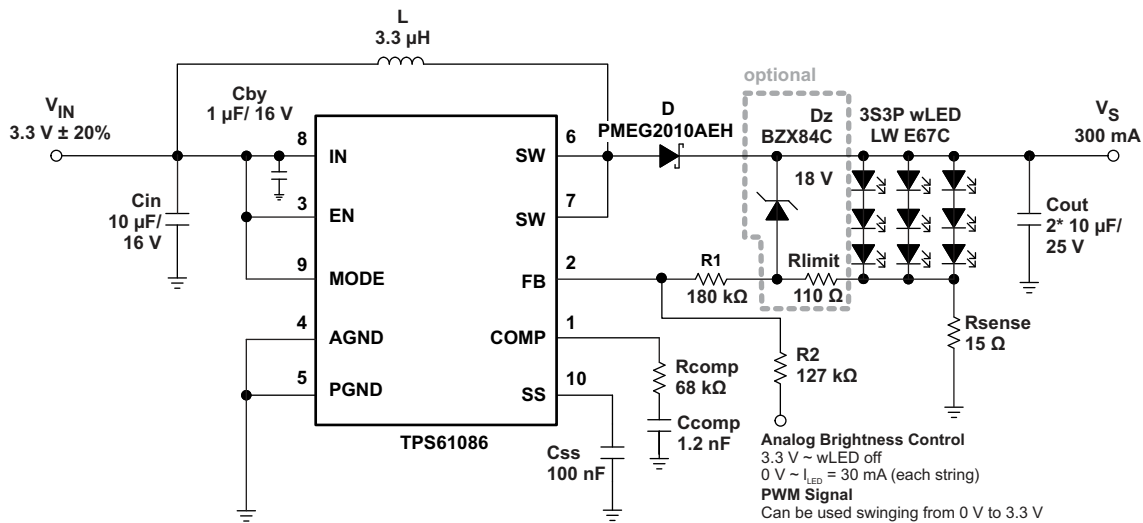 L
3.3 µH
optional
V_IN
3.3 V ± 20%
Cby
1 µF/ 16 V
D
PMEG2010AEH
Dz
BZX84C
18 V
3S3P wLED
LW E67C
V_S
300 mA
Cin
10 µF/
16 V
8
IN
3
EN
9
MODE
4
AGND
5
PGND
6
SW
7
SW
2
FB
1
COMP
10
SS
TPS61086
R1
180 kΩ
Rlimit
110 Ω
Cout
2* 10 µF/
25 V
Rsense
15 Ω
Rcomp
68 kΩ
R2
127 kΩ
Ccomp
1.2 nF
Css
100 nF
Analog Brightness Control
3.3 V ~ wLED off
0 V ~ I_LED = 30 mA (each string)
PWM Signal
Can be used swinging from 0 V to 3.3 V